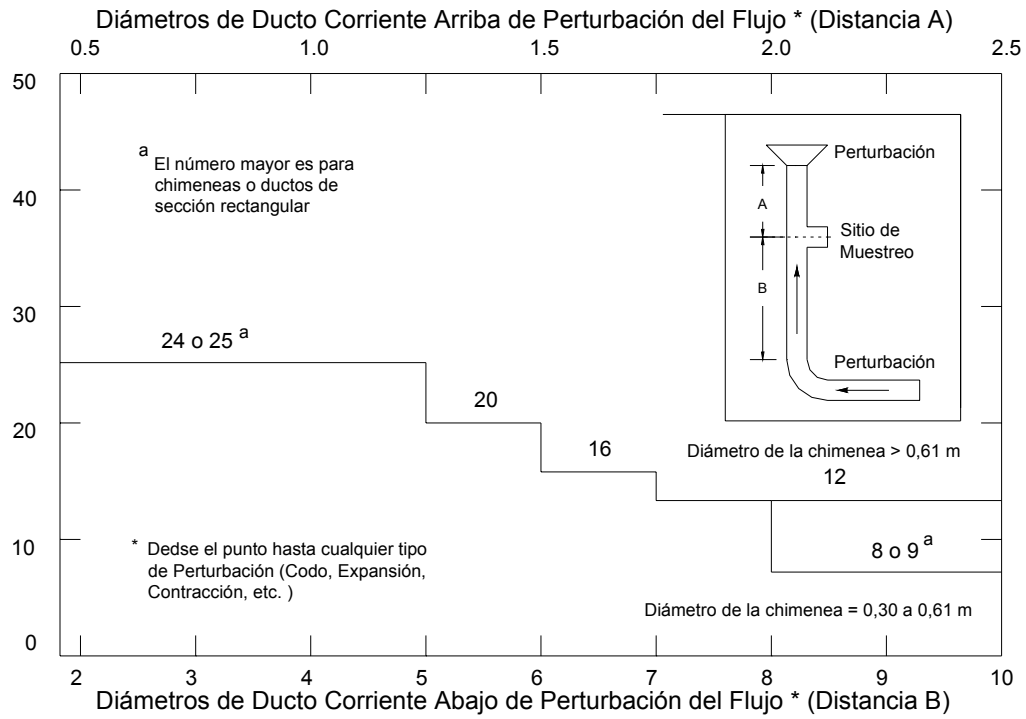 Diámetros de Ducto Corriente Arriba de Perturbación del Flujo * (Distancia A)
0.5 1.0 1.5 2.0 2.5
50
40
30
20
10
0
a El número mayor es para
chimeneas o ductos de
sección rectangular
Perturbación
A
Sitio de
Muestreo
B
Perturbación
24 o 25 a
20
16
Diámetro de la chimenea > 0,61 m
12
8 o 9 a
* Dedse el punto hasta cualquier tipo
de Perturbación (Codo, Expansión,
Contracción, etc. )
Diámetro de la chimenea = 0,30 a 0,61 m
2 3 4 5 6 7 8 9 10
Diámetros de Ducto Corriente Abajo de Perturbación del Flujo * (Distancia B)